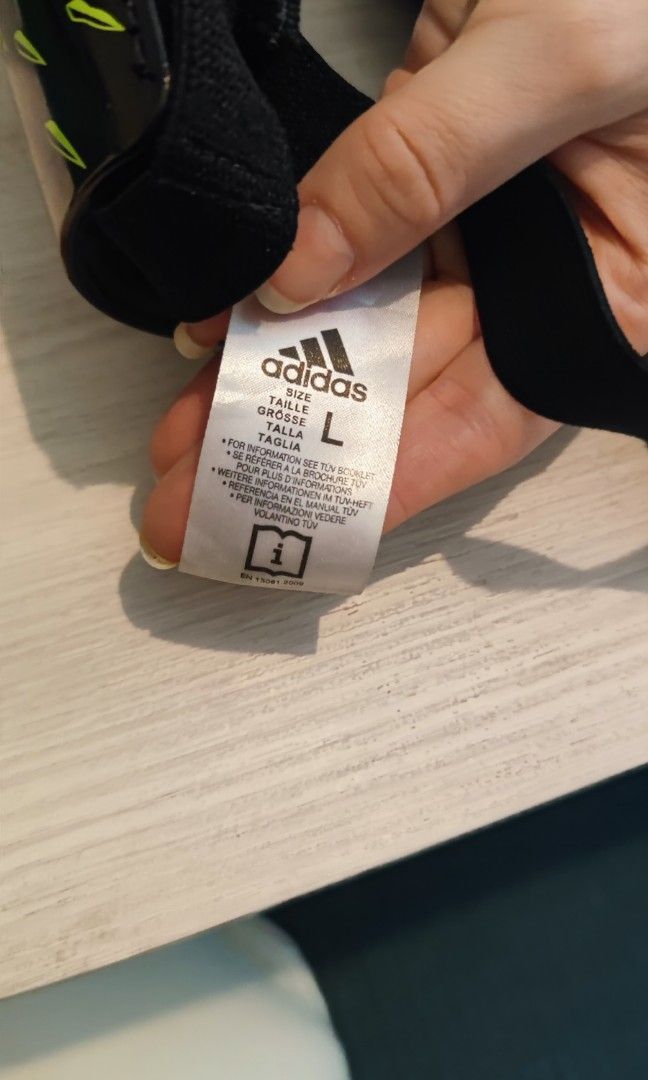 adidas
SIZE
TAILLE
GRÖSSE
TALLA
TAGLIA
L
• FOR INFORMATION SEE TÜV BOOKLET
• SE RÉFÉRER A LA BROCHURE TÜV
POUR PLUS D'INFORMATIONS
• WEITERE INFORMATIONEN IM TÜV-HEFT
• REFERENCIA EN EL MANUAL TÜV
• PER INFORMAZIONI VEDERE
VOLANTINO TÜV
i
EN 13061:2009